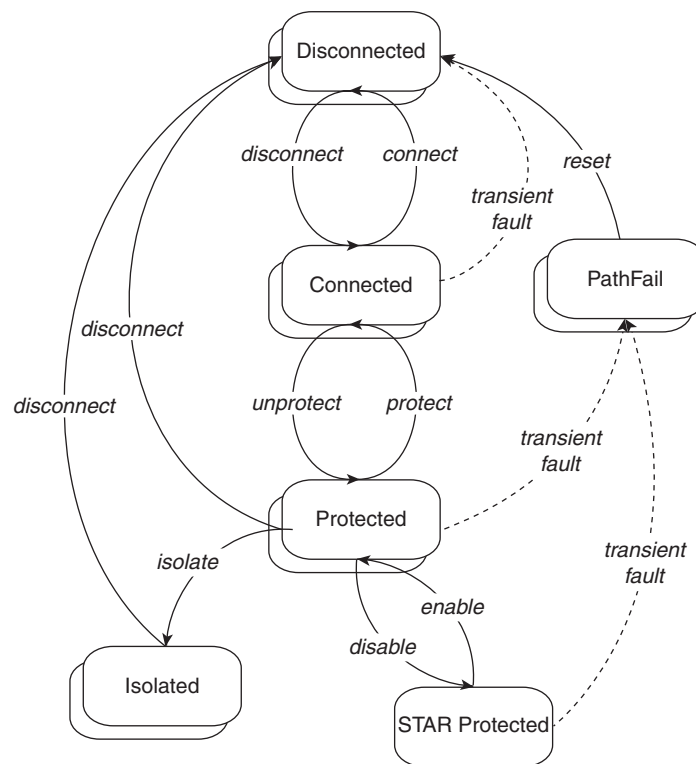 Disconnected
disconnect
connect
reset
transient
fault
Connected
PathFail
disconnect
disconnect
unprotect
protect
transient
fault
Protected
isolate
enable
transient
fault
disable
Isolated
STAR Protected